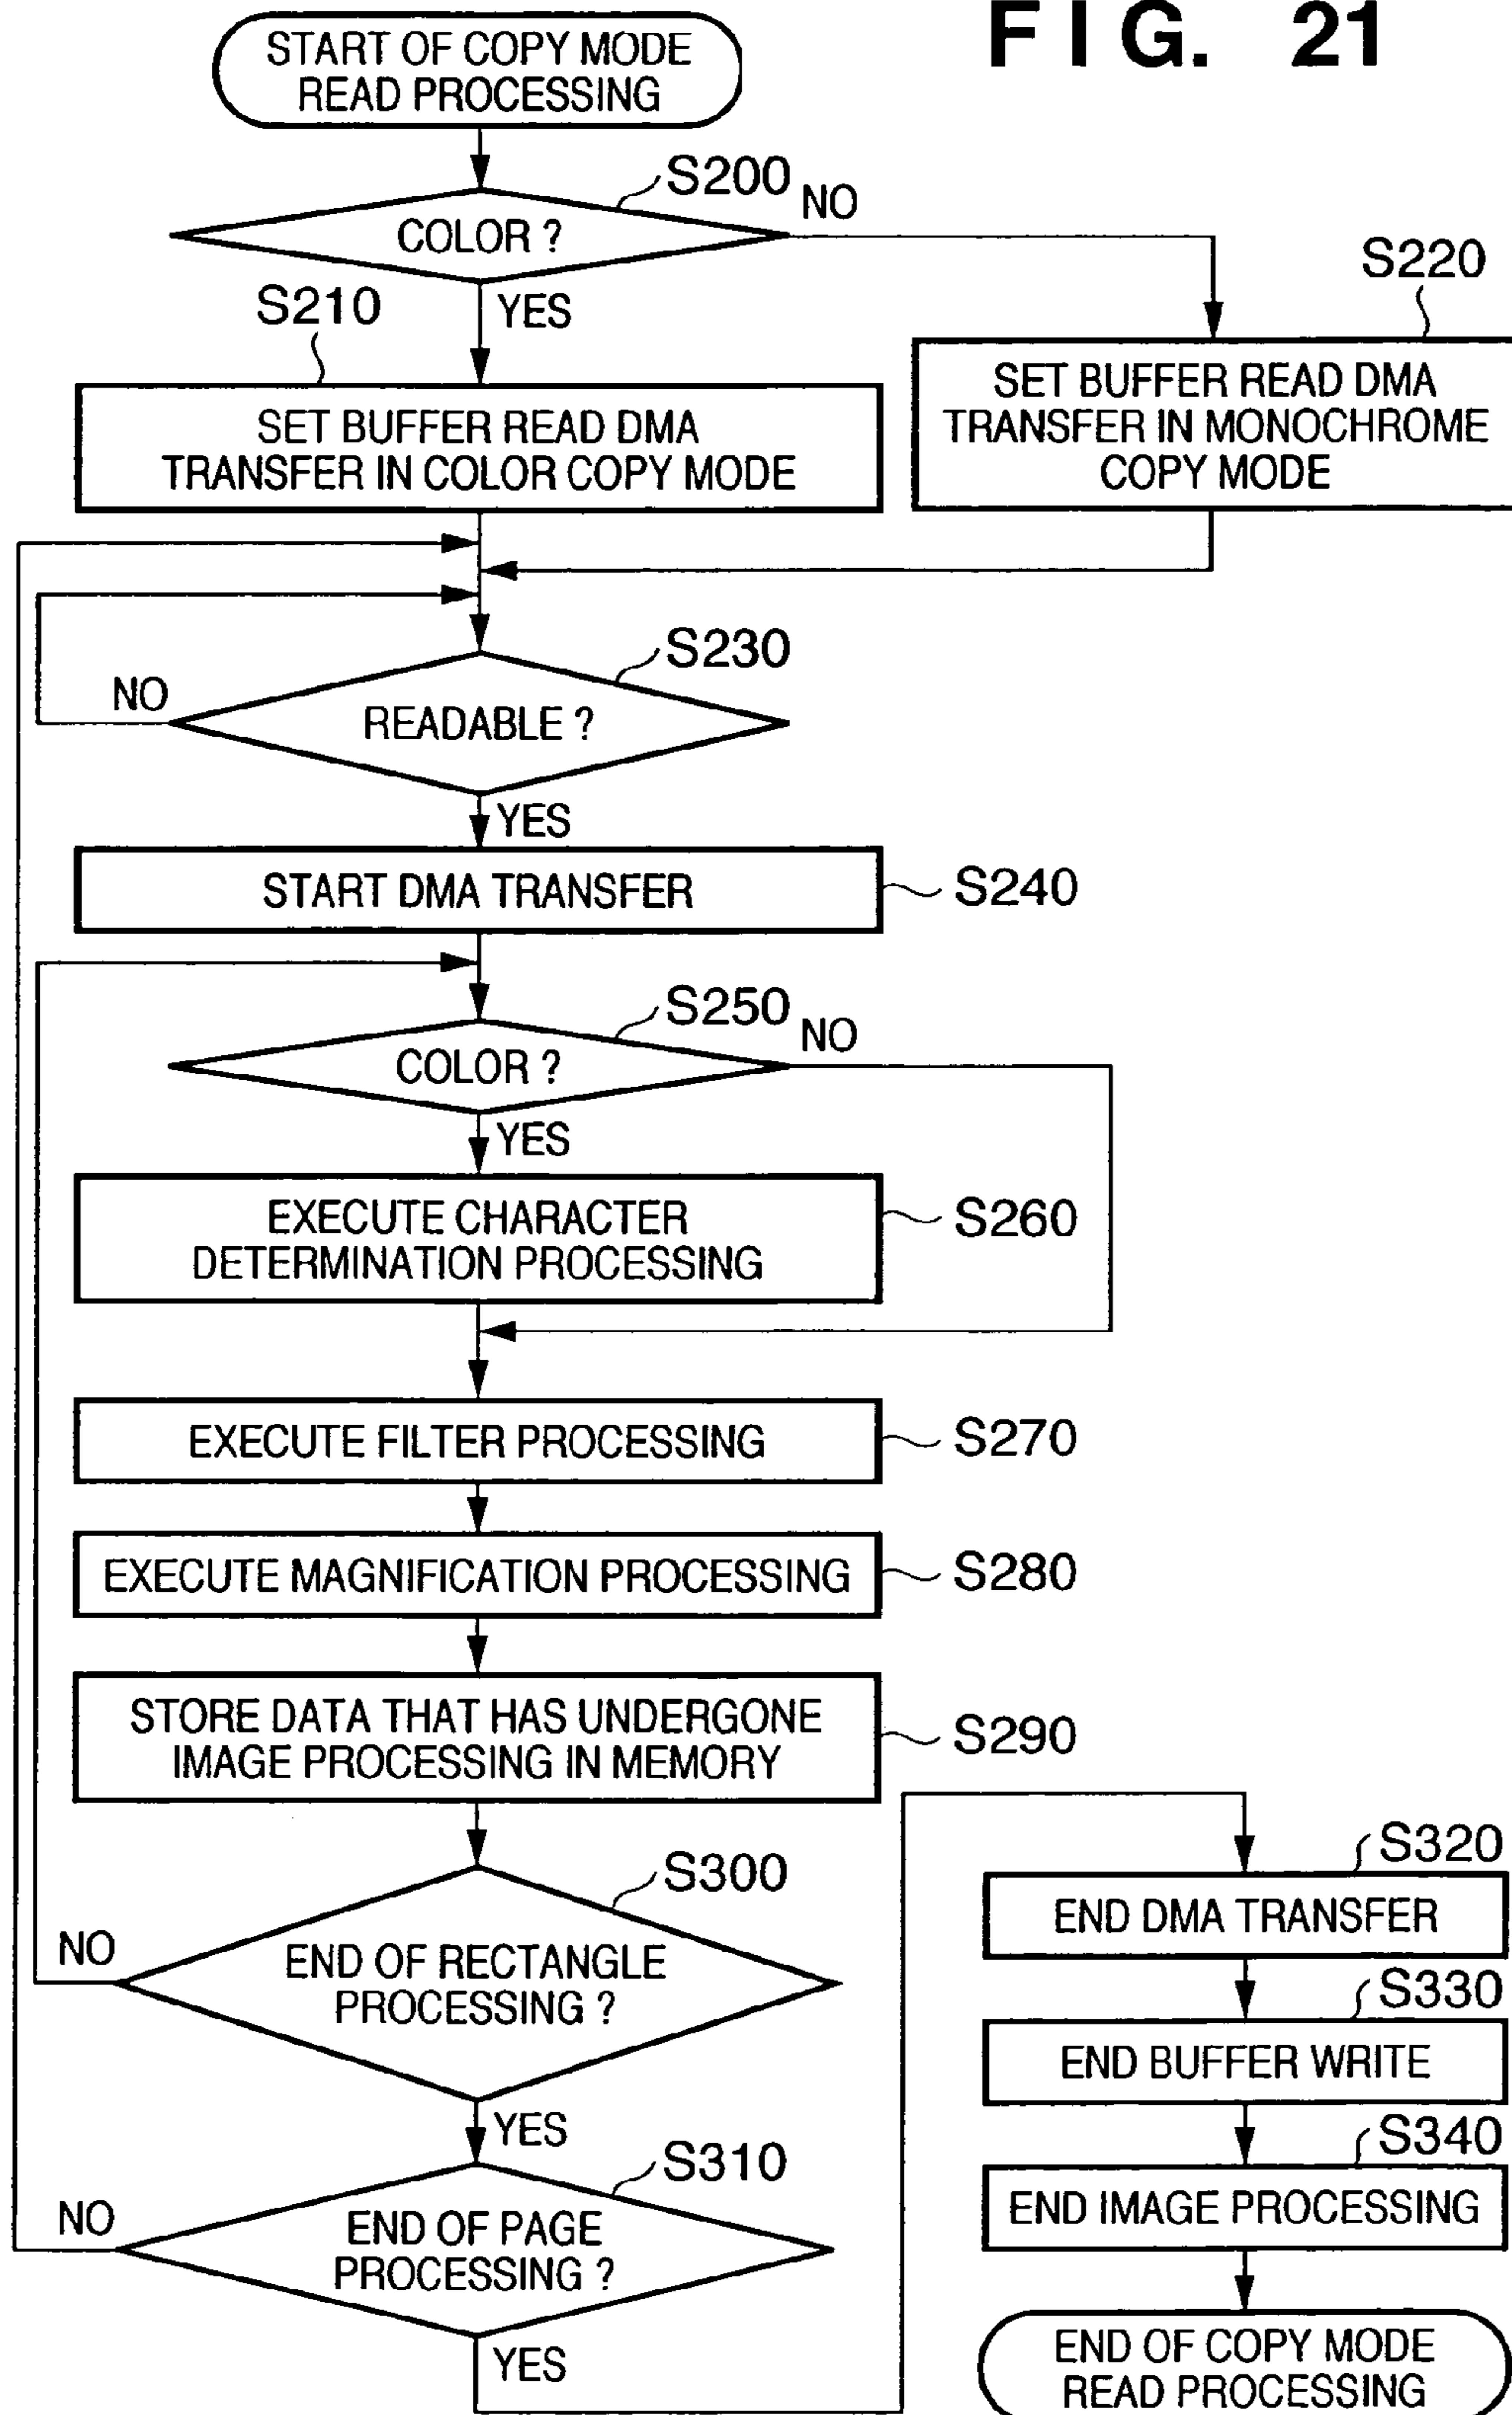 FIG. 21
START OF COPY MODE
READ PROCESSING
S200
COLOR ?
NO
YES
S210
SET BUFFER READ DMA
TRANSFER IN COLOR COPY MODE
S220
SET BUFFER READ DMA
TRANSFER IN MONOCHROME
COPY MODE
S230
READABLE ?
NO
YES
START DMA TRANSFER
S240
S250
COLOR ?
NO
YES
EXECUTE CHARACTER
DETERMINATION PROCESSING
S260
EXECUTE FILTER PROCESSING
S270
EXECUTE MAGNIFICATION PROCESSING
S280
STORE DATA THAT HAS UNDERGONE
IMAGE PROCESSING IN MEMORY
S290
S300
END OF RECTANGLE
PROCESSING ?
NO
YES
S310
END OF PAGE
PROCESSING ?
NO
YES
S320
END DMA TRANSFER
S330
END BUFFER WRITE
S340
END IMAGE PROCESSING
END OF COPY MODE
READ PROCESSING